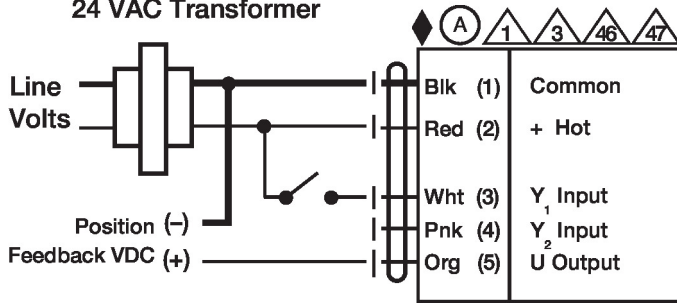 24 VAC Transformer
A 1 3 46 47
Line Volts
Blk (1) Common
Red (2) + Hot
Wht (3) Y1 Input
Position (–)
Pnk (4) Y2 Input
Feedback VDC (+)
Org (5) U Output